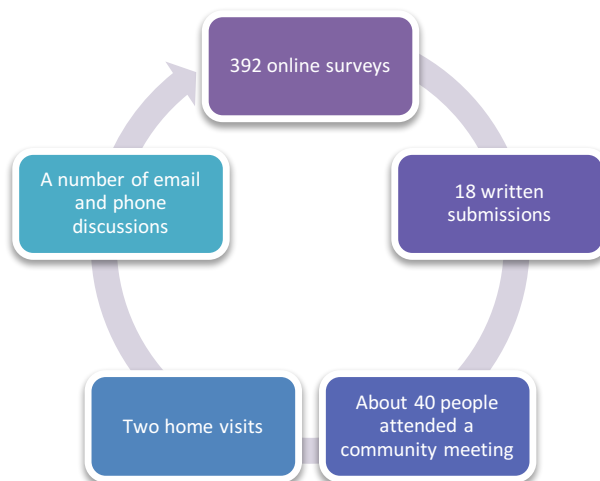 392 online surveys
18 written
submissions
About 40 people
attended a
community meeting
Two home visits
A number of email
and phone
discussions